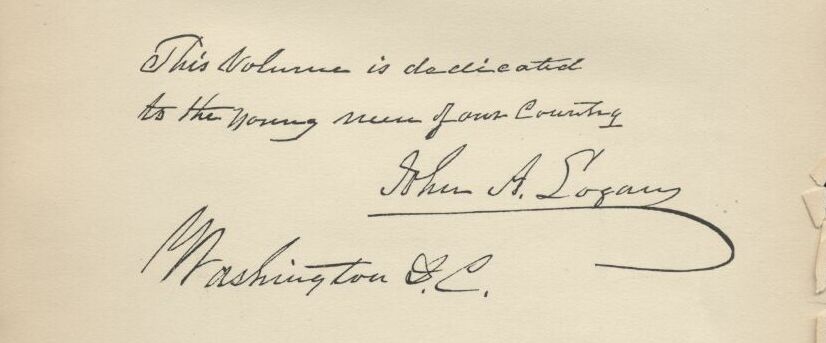 This Volume is dedicated
to the young men of our Country
John A. Logan
Washington D.C.